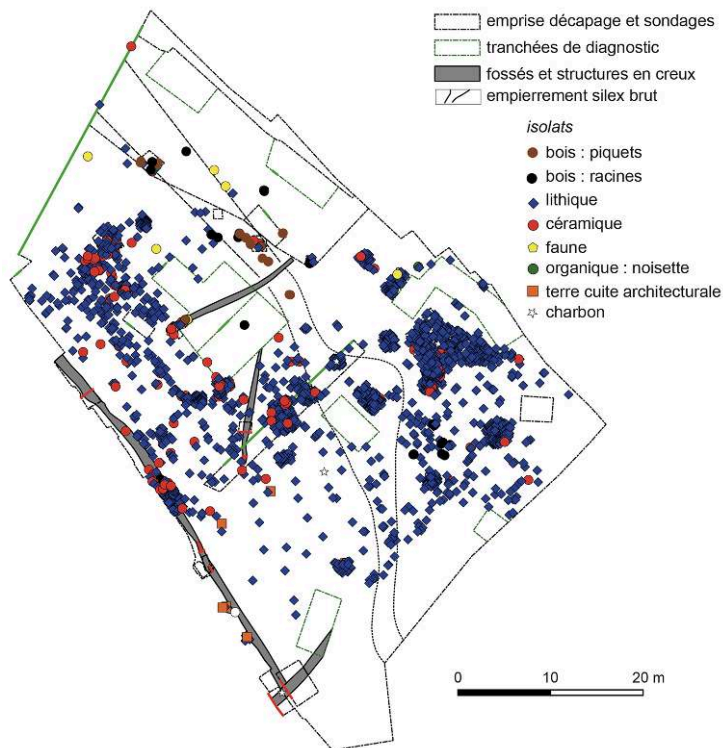 emprise décapage et sondages
tranchées de diagnostic
fossés et structures en creux
empierrement silex brut
isolats
bois : piquets
bois : racines
lithique
céramique
faune
organique : noisette
terre cuite architecturale
charbon
0 10 20 m